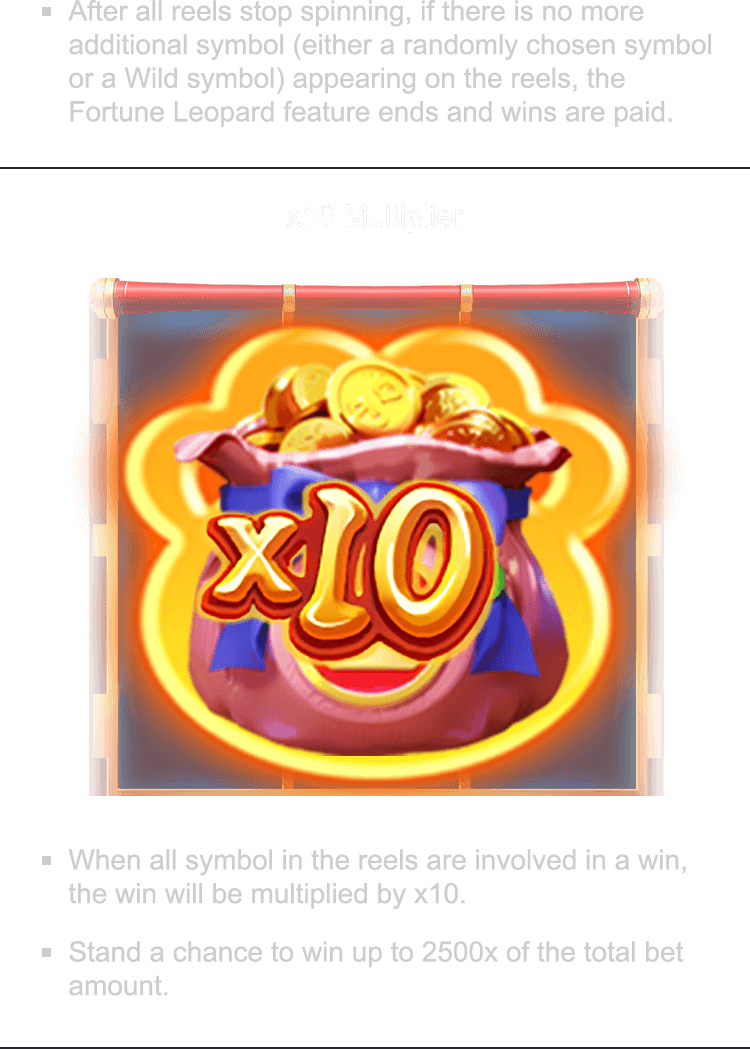 After all reels stop spinning, if there is no more
additional symbol (either a randomly chosen symbol
or a Wild symbol) appearing on the reels, the
Fortune Leopard feature ends and wins are paid.
x10 Multiplier
x10
When all symbol in the reels are involved in a win,
the win will be multiplied by x10.
Stand a chance to win up to 2500x of the total bet
amount.